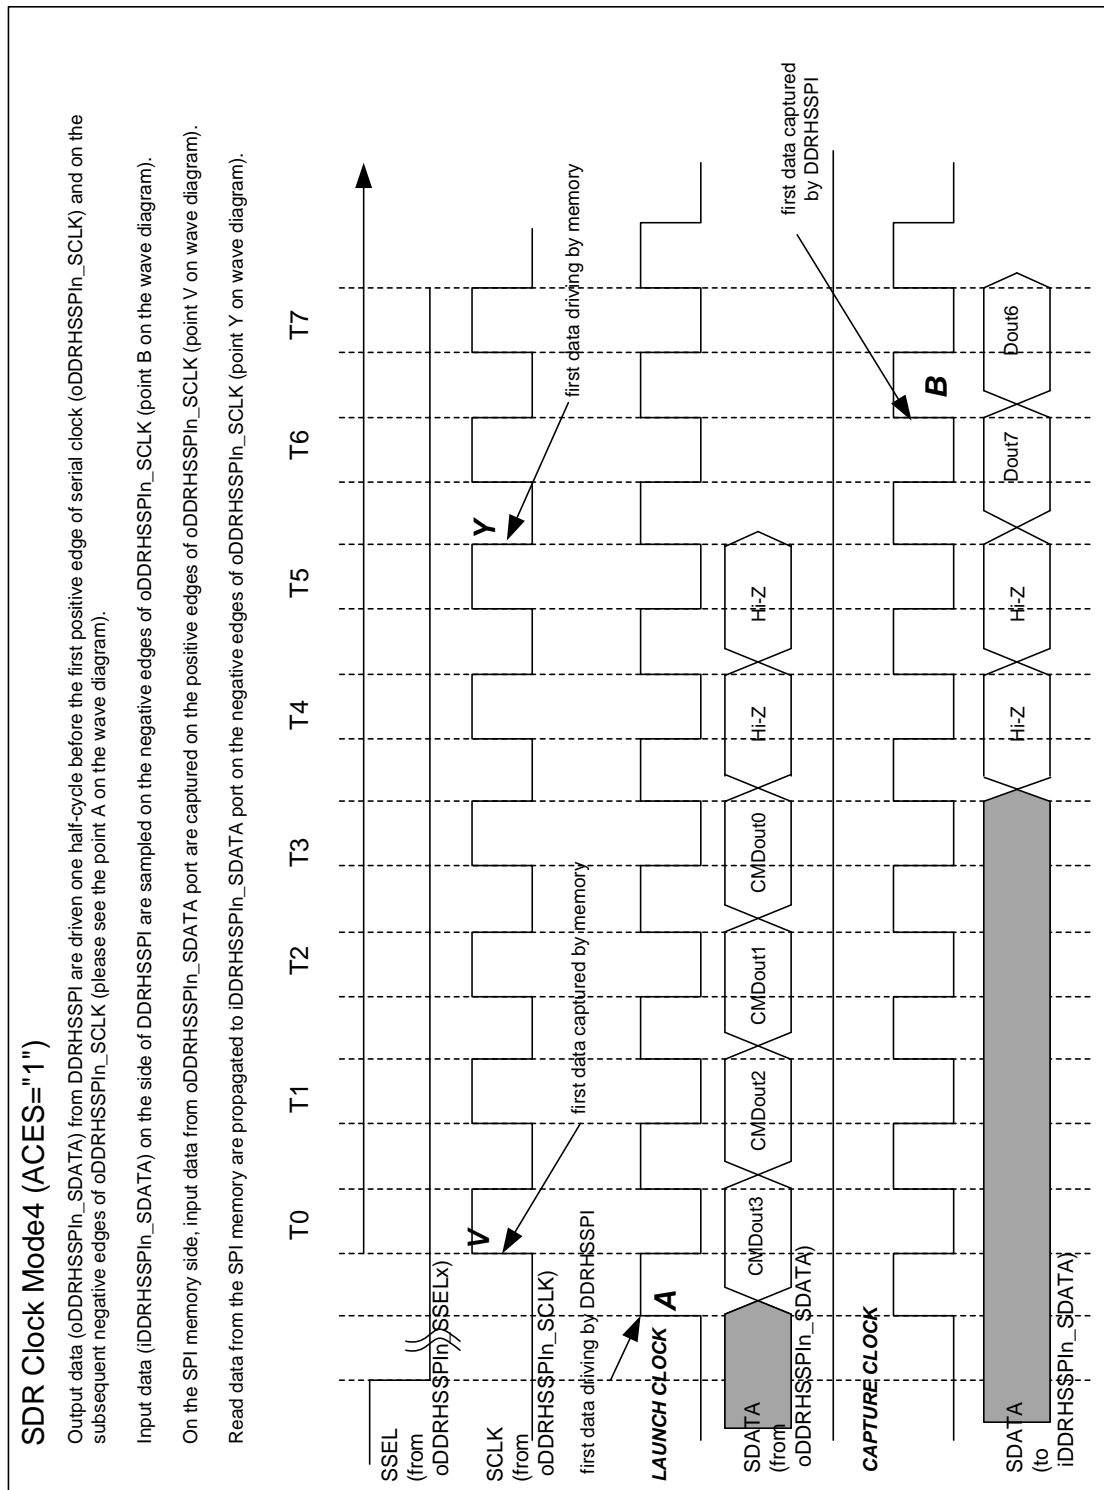 SDR Clock Mode4 (ACES="1")
Output data (oDDRHSSPIn_SDATA) from DDRHSSPI are driven one half-cycle before the first positive edge of serial clock (oDDRHSSPIn_SCLK) and on the
subsequent negative edges of oDDRHSSPIn_SCLK (please see the point A on the wave diagram).
Input data (iDDRHSSPIn_SDATA) on the side of DDRHSSPI are sampled on the negative edges of oDDRHSSPIn_SCLK (point B on the wave diagram).
On the SPI memory side, input data from oDDRHSSPIn_SDATA port are captured on the positive edges of oDDRHSSPIn_SCLK (point V on wave diagram).
Read data from the SPI memory are propagated to iDDRHSSPIn_SDATA port on the negative edges of oDDRHSSPIn_SCLK (point Y on wave diagram).
T0 T1 T2 T3 T4 T5 T6 T7
SSEL
(from
oDDRHSSPIn_SSELx)
SCLK
(from
oDDRHSSPIn_SCLK)
V
Y
first data captured by memory
first data driving by memory
first data driving by DDRHSSPI
LAUNCH CLOCK
A
SDATA
(from
oDDRHSSPIn_SDATA)
CMDout3 CMDout2 CMDout1 CMDout0 Hi-Z Hi-Z
first data captured
by DDRHSSPI
CAPTURE CLOCK
B
SDATA
(to
iDDRHSSPIn_SDATA)
Hi-Z Hi-Z Dout7 Dout6